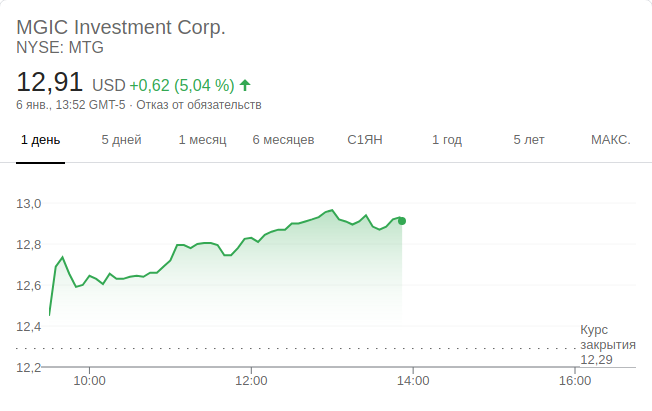 MGIC Investment Corp.
NYSE: MTG
12,91 USD +0,62 (5,04 %)
6 янв., 13:52 GMT-5 · Отказ от обязательств
1 день 5 дней 1 месяц 6 месяцев С1ЯН 1 год 5 лет МАКС.
13,0
12,8
12,6
12,4
12,2
Курс
закрытия
12,29
10:00 12:00 14:00 16:00